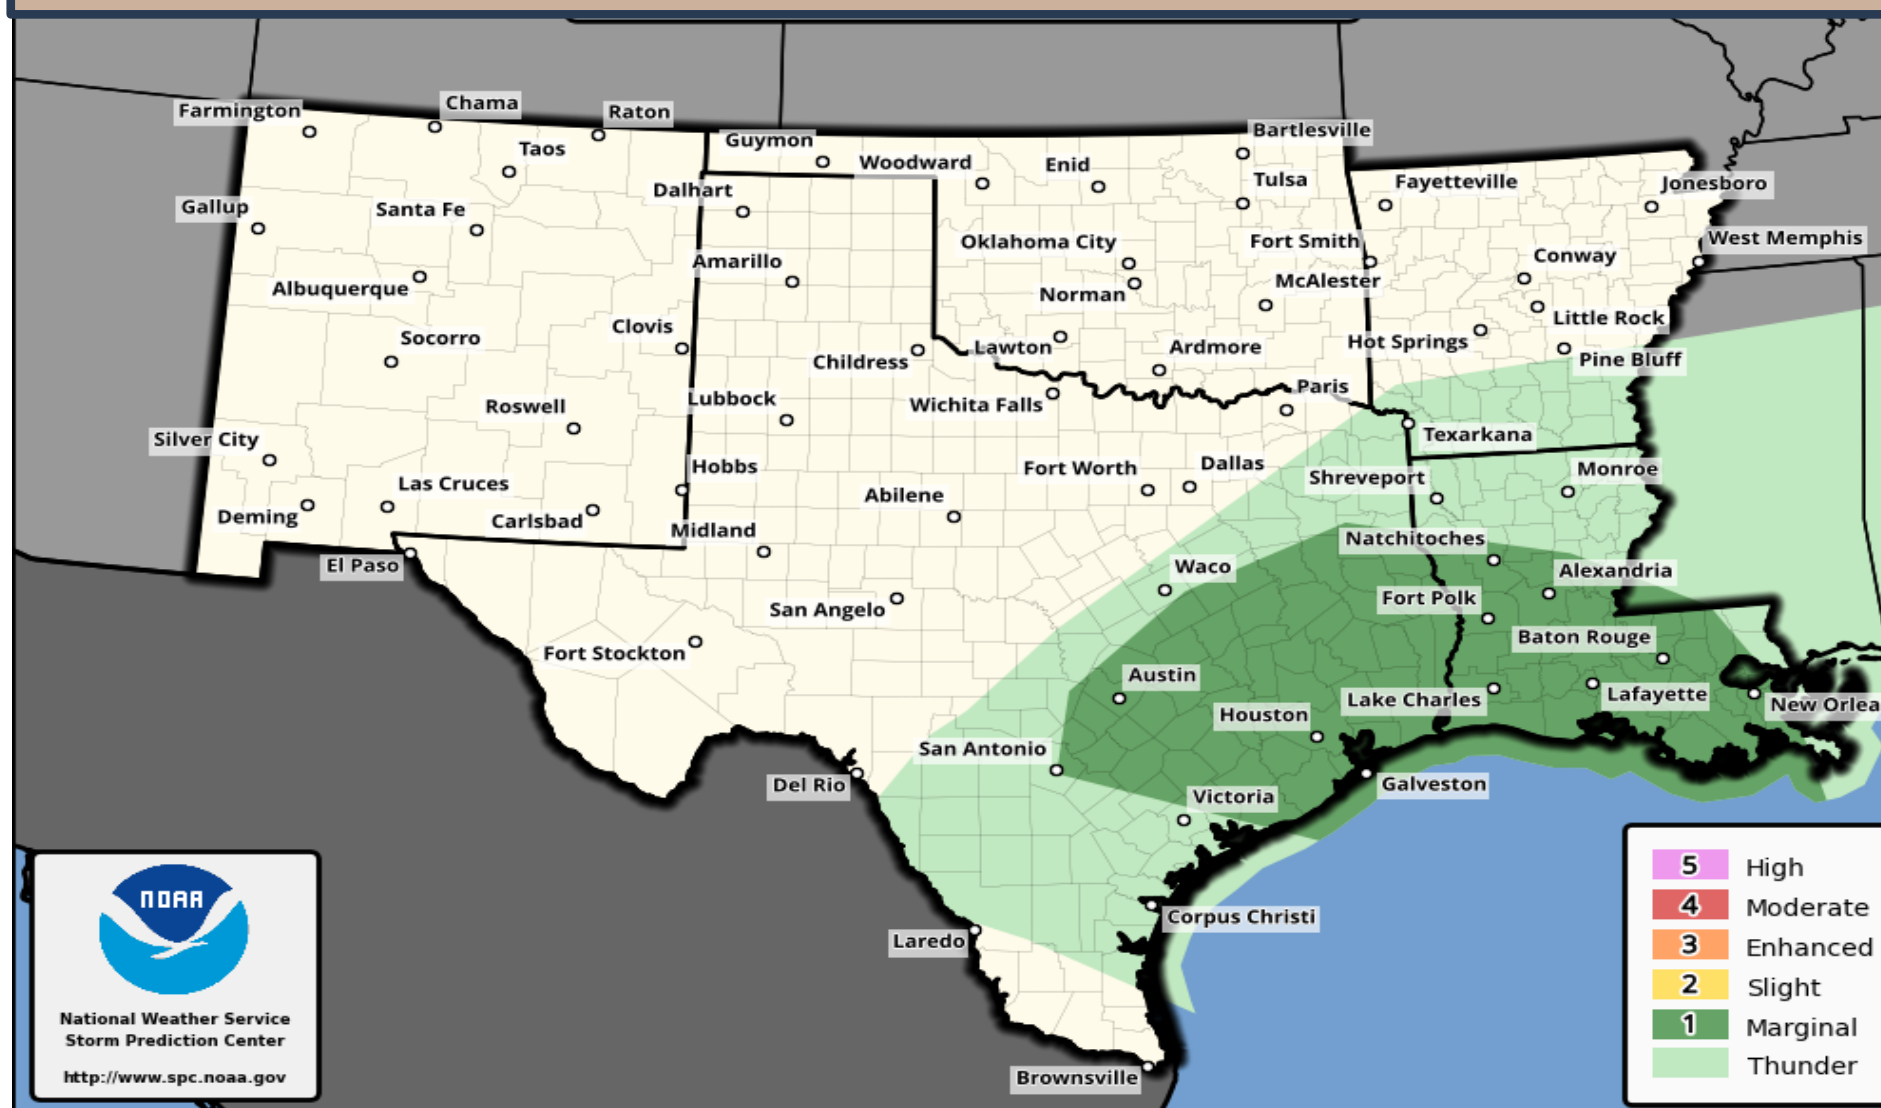 Farmington
Chama
Raton
Taos
Guymon
Woodward
Enid
Bartlesville
Tulsa
Fayetteville
Jonesboro
Gallup
Santa Fe
Dalhart
Oklahoma City
Fort Smith
West Memphis
Albuquerque
Amarillo
Norman
McAlester
Conway
Socorro
Clovis
Childress
Lawton
Ardmore
Hot Springs
Little Rock
Pine Bluff
Roswell
Lubbock
Wichita Falls
Paris
Texarkana
Silver City
Las Cruces
Hobbs
Abilene
Fort Worth
Dallas
Shreveport
Monroe
Deming
Carlsbad
Midland
Natchitoches
El Paso
San Angelo
Waco
Fort Polk
Alexandria
Fort Stockton
Baton Rouge
Austin
Houston
Lake Charles
Lafayette
New Orlea
San Antonio
Del Rio
Victoria
Galveston
Corpus Christi
Laredo
Brownsville
NOAA
National Weather Service
Storm Prediction Center
http://www.spc.noaa.gov
5 High
4 Moderate
3 Enhanced
2 Slight
1 Marginal
Thunder